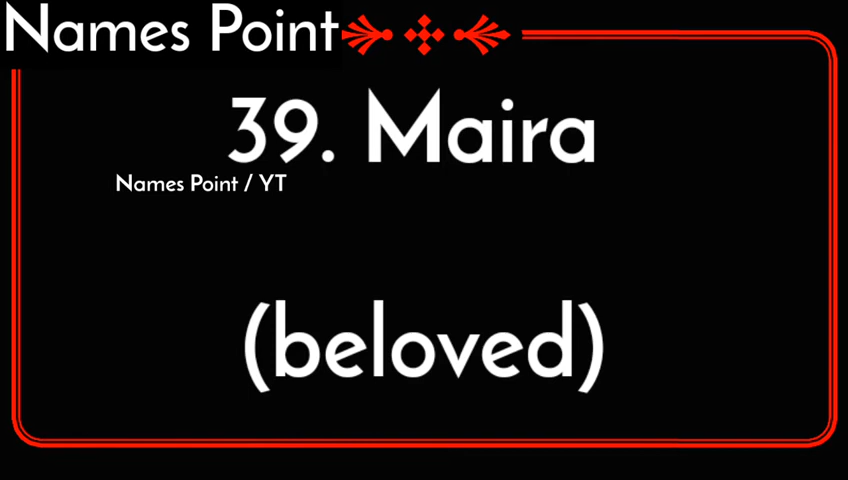 Names Point
39. Maira
Names Point / YT
(beloved)